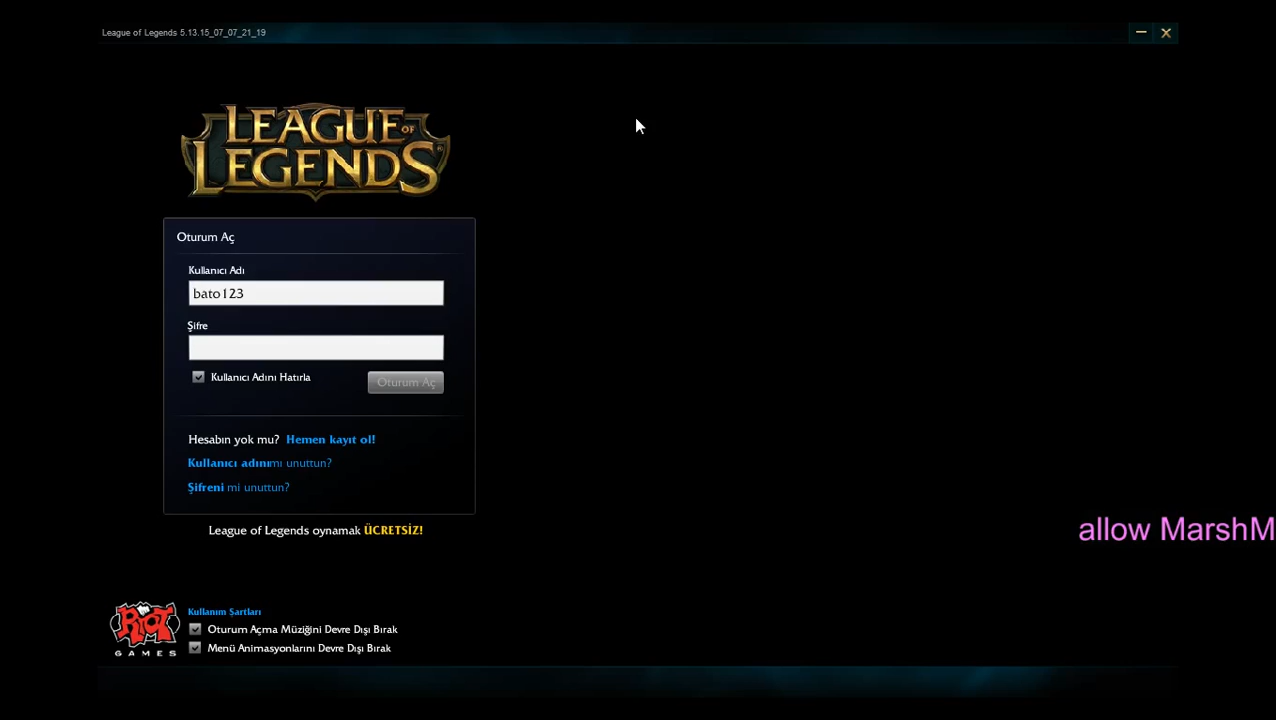 League of Legends 5.13.15_07_07_21_19
LEAGUE OF LEGENDS
Oturum Aç
Kullanıcı Adı
bato123
Şifre
Kullanıcı Adını Hatırla
Oturum Aç
Hesabın yok mu? Hemen kayıt ol!
Kullanıcı adınımı unuttun?
Şifreni mi unuttun?
League of Legends oynamak ÜCRETSİZ!
allow MarshM
RIOT GAMES
Kullanım Şartları
Oturum Açma Müziğini Devre Dışı Bırak
Menü Animasyonlarını Devre Dışı Bırak